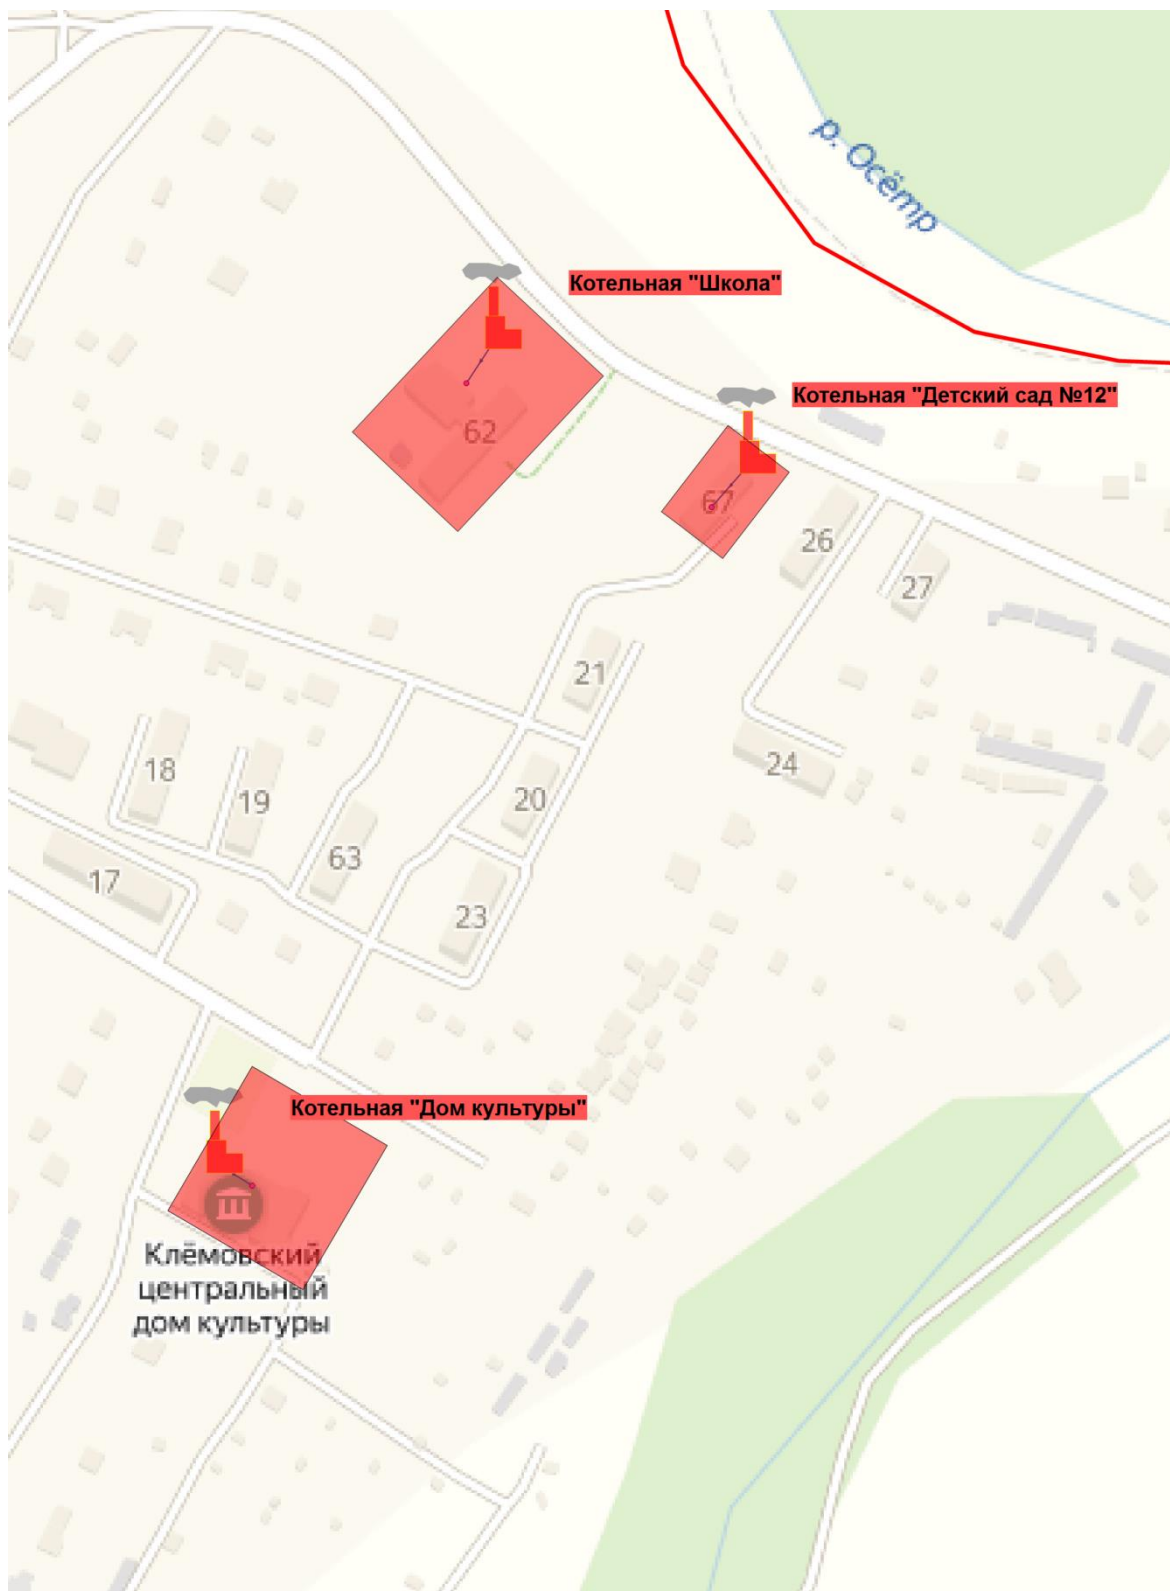 р. Осётр
Котельная "Школа"
Котельная "Детский сад №12"
62
67
26
27
21
24
18
19
20
63
17
23
Котельная "Дом культуры"
Клёмовский
центральный
дом культуры